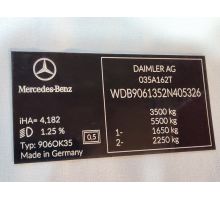 DAIMLER AG
035A162T
Mercedes-Benz
WDB9061352N405326
iHA= 4,182
3500 kg
5500 kg
1.25 %
0,5
1- 1650 kg
Typ: 906OK35
2- 2250 kg
Made in Germany